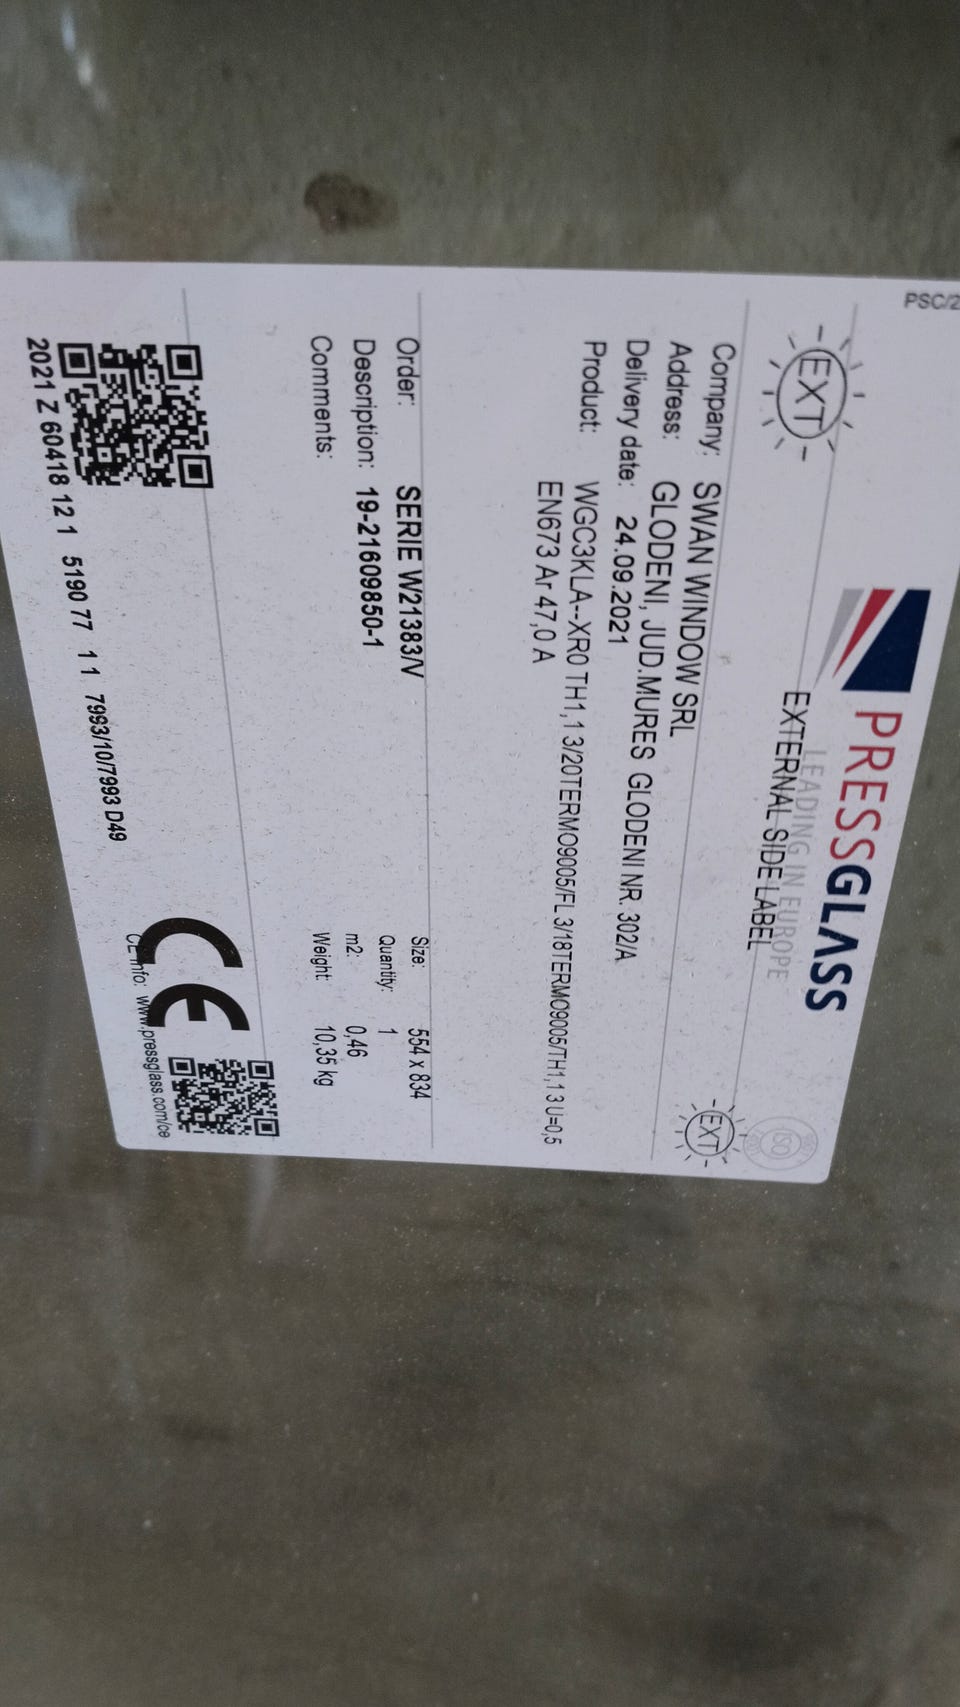 PSC/2
PRESSGLASS
LEADING IN EUROPE
EXT
EXTERNAL SIDE LABEL
EXT
ISO
Company: SWAN WINDOW SRL
Address: GLODENI, JUD.MURES GLODENI NR. 302/A
Delivery date: 24.09.2021
Product: WGC3KLA--XR0 TH1,1 3/20TERMO9005/FL 3/18TERMO9005/TH1,1 3 U=0,5
EN673 Ar 47,0 A
Order: SERIE W21383/V
Description: 19-21609850-1
Comments:
Size: 554 x 834
Quantity: 1
m2: 0,46
Weight: 10,35 kg
CE
CE info: www.pressglass.com/ce
2021 Z 60418 12 1 5190 77 1 1 7993/10/7993 D49